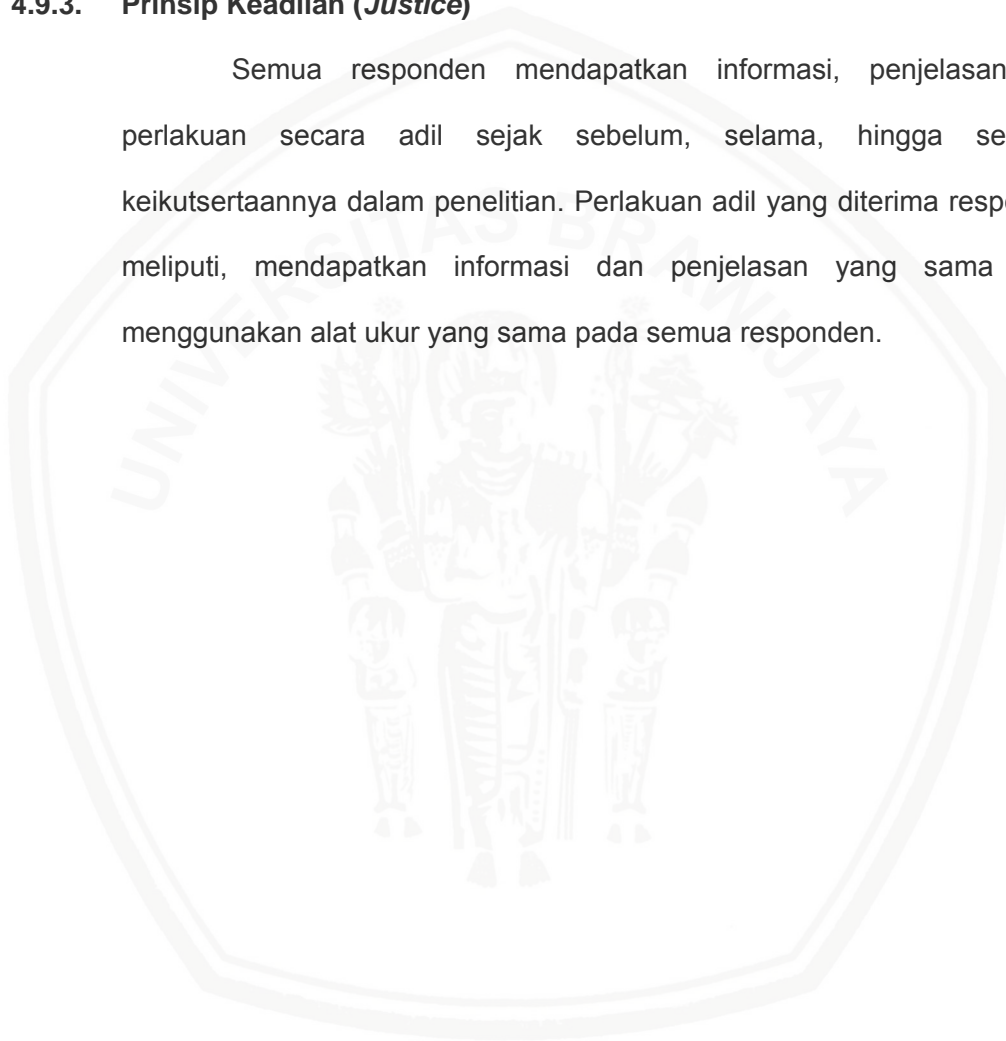 4.9.3. Prinsip Keadilan (Justice)
Semua responden mendapatkan informasi, penjelasan
perlakuan secara adil sejak sebelum, selama, hingga
keikutsertaannya dalam penelitian. Perlakuan adil yang diterima
meliputi, mendapatkan informasi dan penjelasan yang sama
menggunakan alat ukur yang sama pada semua responden.
UNIVERSITAS BRAWIJAYA